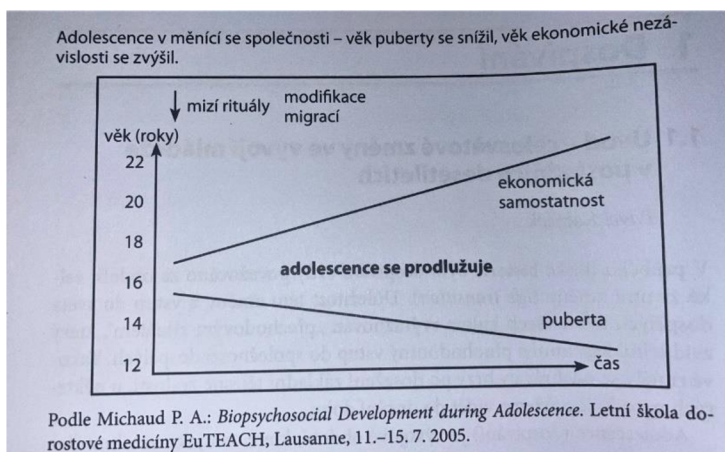 Adolescence v měnící se společnosti – věk puberty se snížil, věk ekonomické nezá-
vislosti se zvýšil.
mizí rituály
modifikace
migrací
věk (roky)
22
20
18
16
14
12
ekonomická
samostatnost
adolescence se prodlužuje
puberta
čas
Podle Michaud P. A.: Biopsychosocial Development during Adolescence. Letní škola do-
rostové medicíny EuTEACH, Lausanne, 11.–15. 7. 2005.